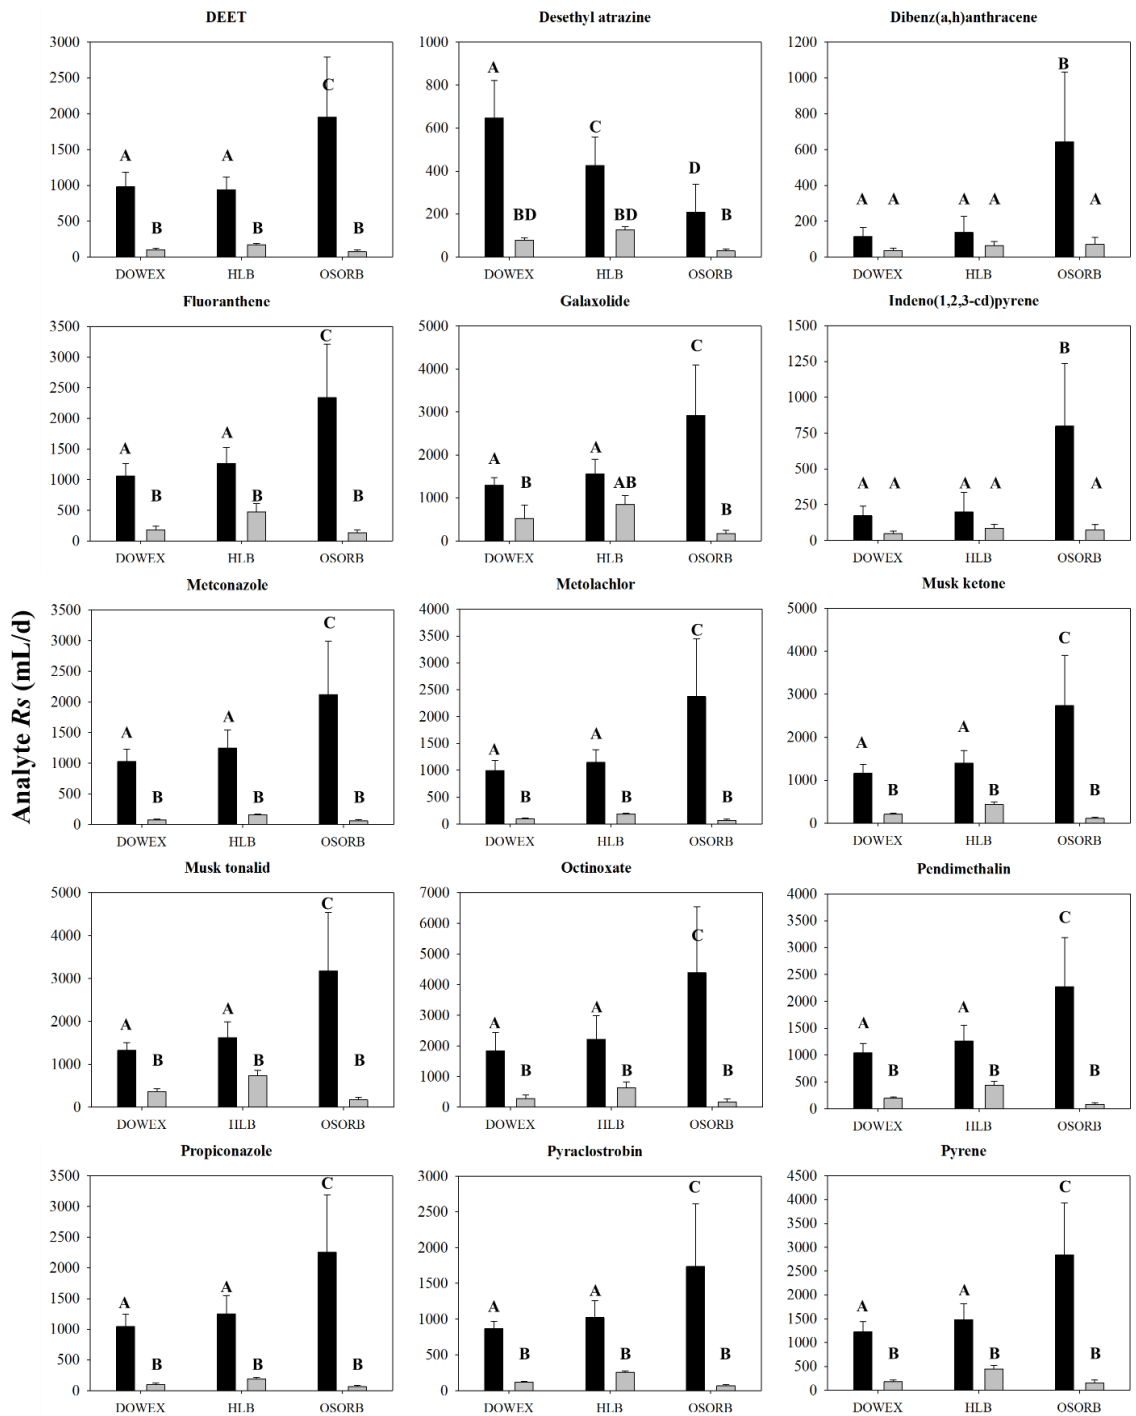 Analyte Rs (mL/d)
DEET
3000
2500
2000
1500
1000
500
0
A
B
A
B
C
B
DOWEX HLB OSORB
Desethyl atrazine
1000
800
600
400
200
0
A
BD
C
BD
D
B
DOWEX HLB OSORB
Dibenz(a,h)anthracene
1200
1000
800
600
400
200
0
A
A
A
A
B
A
DOWEX HLB OSORB
Fluoranthene
3500
3000
2500
2000
1500
1000
500
0
A
B
A
B
C
B
DOWEX HLB OSORB
Galaxolide
5000
4000
3000
2000
1000
0
A
B
A
AB
C
B
DOWEX HLB OSORB
Indeno(1,2,3-cd)pyrene
1500
1250
1000
750
500
250
0
A
A
A
A
B
A
DOWEX HLB OSORB
Metconazole
3500
3000
2500
2000
1500
1000
500
0
A
B
A
B
C
B
DOWEX HLB OSORB
Metolachlor
4000
3500
3000
2500
2000
1500
1000
500
0
A
B
A
B
C
B
DOWEX HLB OSORB
Musk ketone
5000
4000
3000
2000
1000
0
A
B
A
B
C
B
DOWEX HLB OSORB
Musk tonalid
5000
4000
3000
2000
1000
0
A
B
A
B
C
B
DOWEX HLB OSORB
Octinoxate
7000
6000
5000
4000
3000
2000
1000
0
A
B
A
B
C
B
DOWEX HLB OSORB
Pendimethalin
4000
3500
3000
2500
2000
1500
1000
500
0
A
B
A
B
C
B
DOWEX HLB OSORB
Propiconazole
3500
3000
2500
2000
1500
1000
500
0
A
B
A
B
C
B
DOWEX HLB OSORB
Pyraclostrobin
3000
2500
2000
1500
1000
500
0
A
B
A
B
C
B
DOWEX HLB OSORB
Pyrene
4500
4000
3500
3000
2500
2000
1500
1000
500
0
A
B
A
B
C
B
DOWEX HLB OSORB